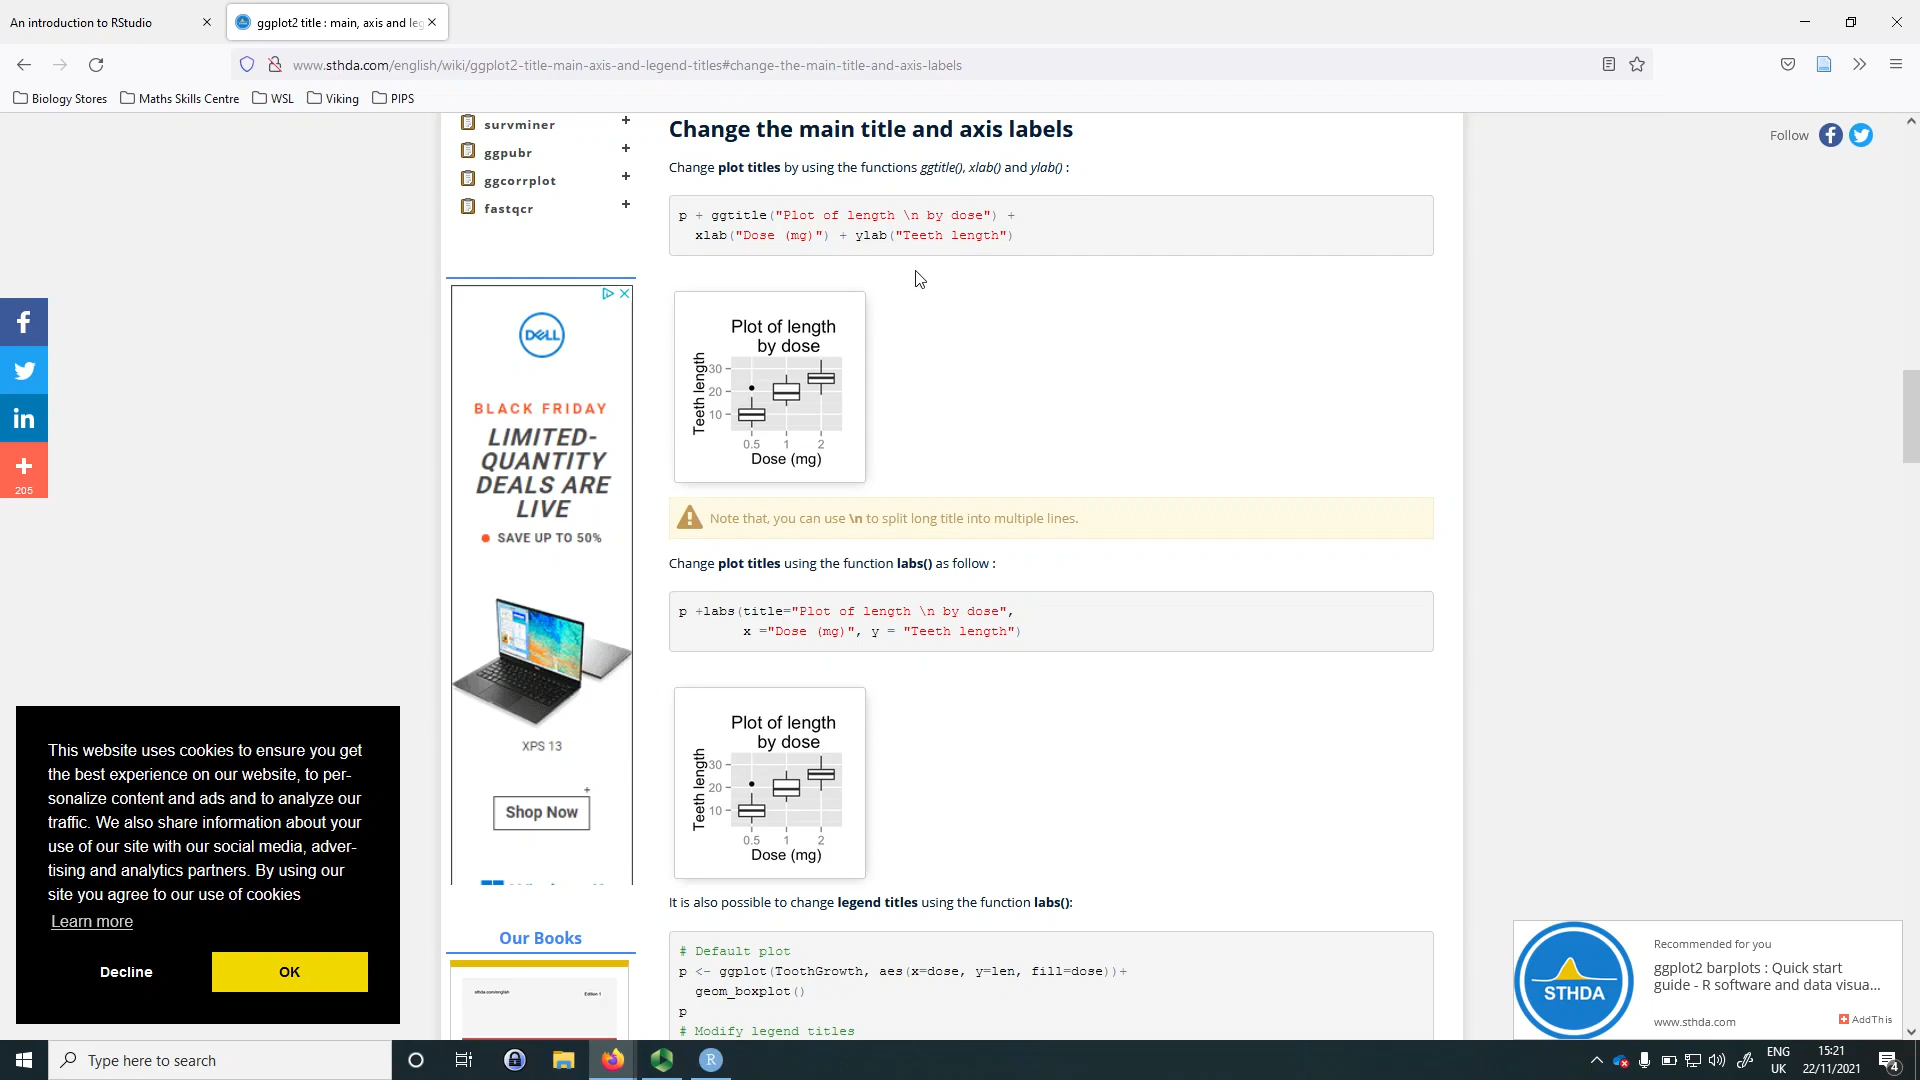 An introduction to RStudio
ggplot2 title : main, axis and leg
www.sthda.com/english/wiki/ggplot2-title-main-axis-and-legend-titles#change-the-main-title-and-axis-labels
Biology Stores
Maths Skills Centre
WSL
Viking
PIPS
survminer
ggpubr
ggcorrplot
fastqcr
Change the main title and axis labels
Change plot titles by using the functions ggtitle(), xlab() and ylab() :
p + ggtitle("Plot of length \n by dose") +
xlab("Dose (mg)") + ylab("Teeth length")
Follow
Plot of length
by dose
Teeth length
30
20
10
0.5 1 2
Dose (mg)
Note that, you can use \n to split long title into multiple lines.
Change plot titles using the function labs() as follow :
p +labs(title="Plot of length \n by dose",
x ="Dose (mg)", y = "Teeth length")
Plot of length
by dose
Teeth length
30
20
10
0.5 1 2
Dose (mg)
It is also possible to change legend titles using the function labs():
# Default plot
p <- ggplot(ToothGrowth, aes(x=dose, y=len, fill=dose))+
geom_boxplot()
p
# Modify legend titles
DELL
BLACK FRIDAY
LIMITED-
QUANTITY
DEALS ARE
LIVE
SAVE UP TO 50%
XPS 13
Shop Now
Our Books
sthda.com/english
Edition 1
205
This website uses cookies to ensure you get
the best experience on our website, to per-
sonalize content and ads and to analyze our
traffic. We also share information about your
use of our site with our social media, adver-
tising and analytics partners. By using our
site you agree to our use of cookies
Learn more
Decline
OK
STHDA
Recommended for you
ggplot2 barplots : Quick start
guide - R software and data visua...
www.sthda.com
AddThis
Type here to search
ENG
UK
15:21
22/11/2021
4